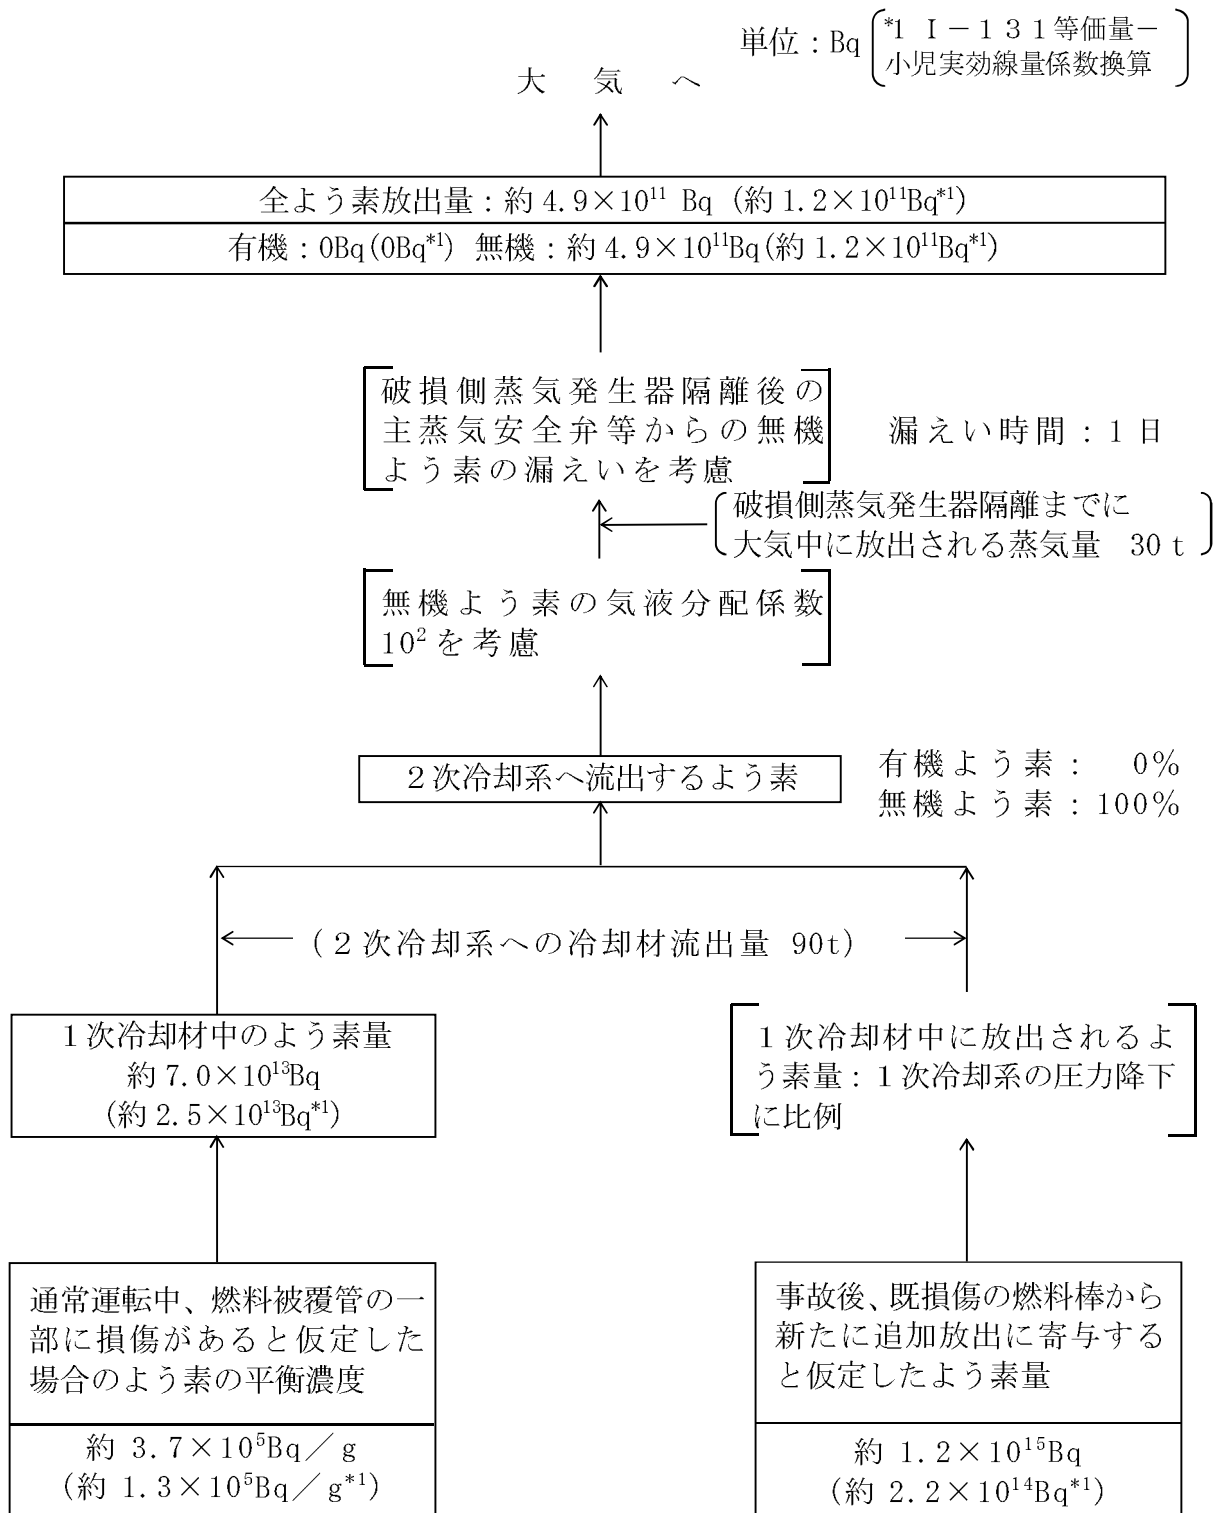 単位：Bq
*1 Ｉ－１３１等価量－
小児実効線量係数換算
大 気 へ
全よう素放出量：約 4.9×10¹¹ Bq (約 1.2×10¹¹Bq*¹)
有機：0Bq(0Bq*¹) 無機：約 4.9×10¹¹Bq(約 1.2×10¹¹Bq*¹)
破損側蒸気発生器隔離後の
主蒸気安全弁等からの無機
よう素の漏えいを考慮
漏えい時間：１日
破損側蒸気発生器隔離までに
大気中に放出される蒸気量 30ｔ
無機よう素の気液分配係数
10²を考慮
２次冷却系へ流出するよう素
有機よう素： 0%
無機よう素：100%
(２次冷却系への冷却材流出量 90t)
１次冷却材中のよう素量
約 7.0×10¹³Bq
(約 2.5×10¹³Bq*¹)
１次冷却材中に放出されるよ
う素量：１次冷却系の圧力降下
に比例
通常運転中、燃料被覆管の一
部に損傷があると仮定した
場合のよう素の平衡濃度
約 3.7×10⁵Bq／g
(約 1.3×10⁵Bq／g*¹)
事故後、既損傷の燃料棒から
新たに追加放出に寄与する
と仮定したよう素量
約 1.2×10¹⁵Bq
(約 2.2×10¹⁴Bq*¹)